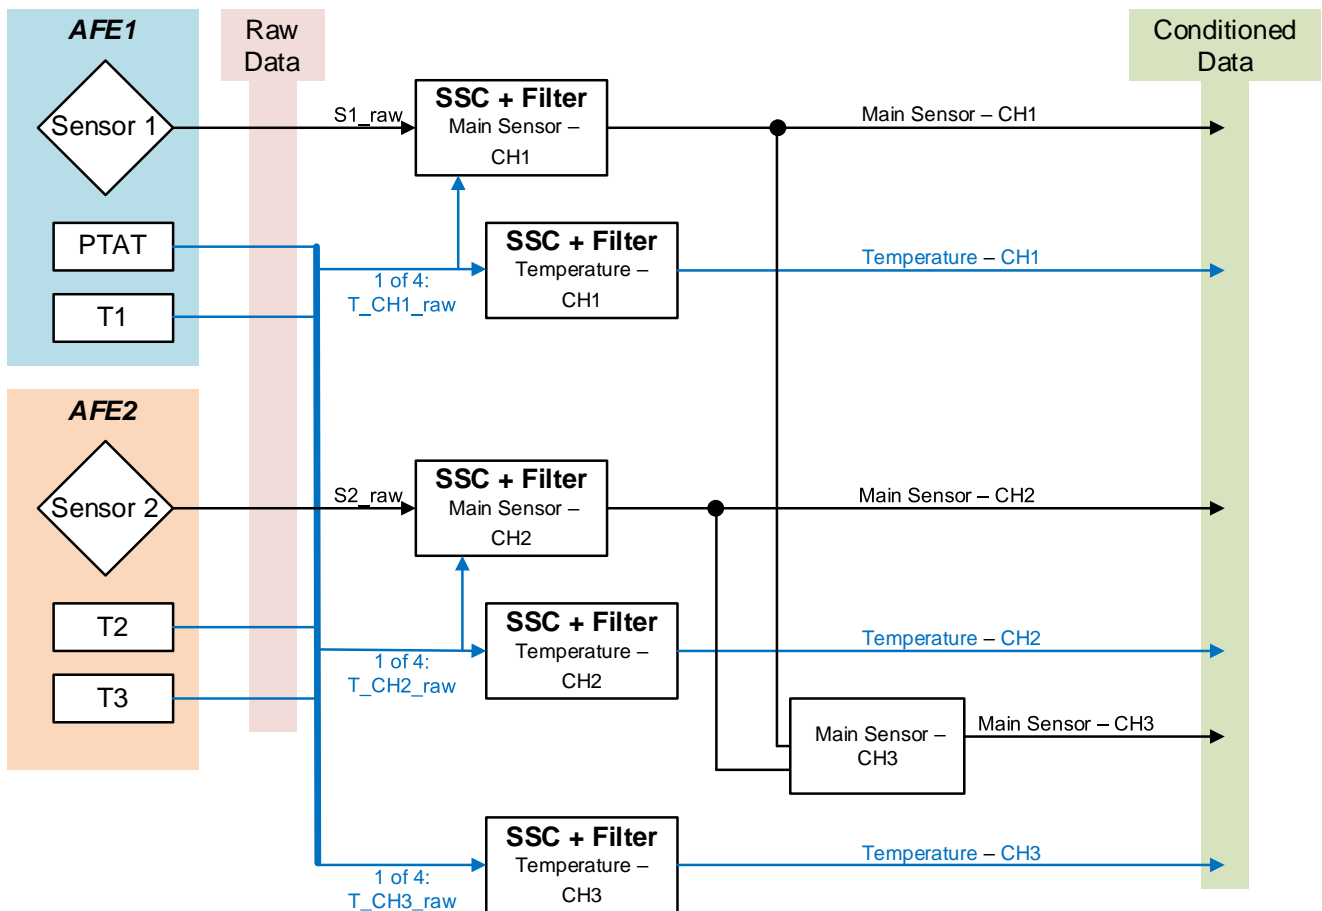 AFE1
Raw
Data
Conditioned
Data
Sensor 1
S1_raw
SSC + Filter
Main Sensor –
CH1
Main Sensor – CH1
PTAT
T1
1 of 4:
T_CH1_raw
SSC + Filter
Temperature –
CH1
Temperature – CH1
AFE2
Sensor 2
S2_raw
SSC + Filter
Main Sensor –
CH2
Main Sensor – CH2
T2
T3
1 of 4:
T_CH2_raw
SSC + Filter
Temperature –
CH2
Temperature – CH2
Main Sensor –
CH3
Main Sensor – CH3
1 of 4:
T_CH3_raw
SSC + Filter
Temperature –
CH3
Temperature – CH3